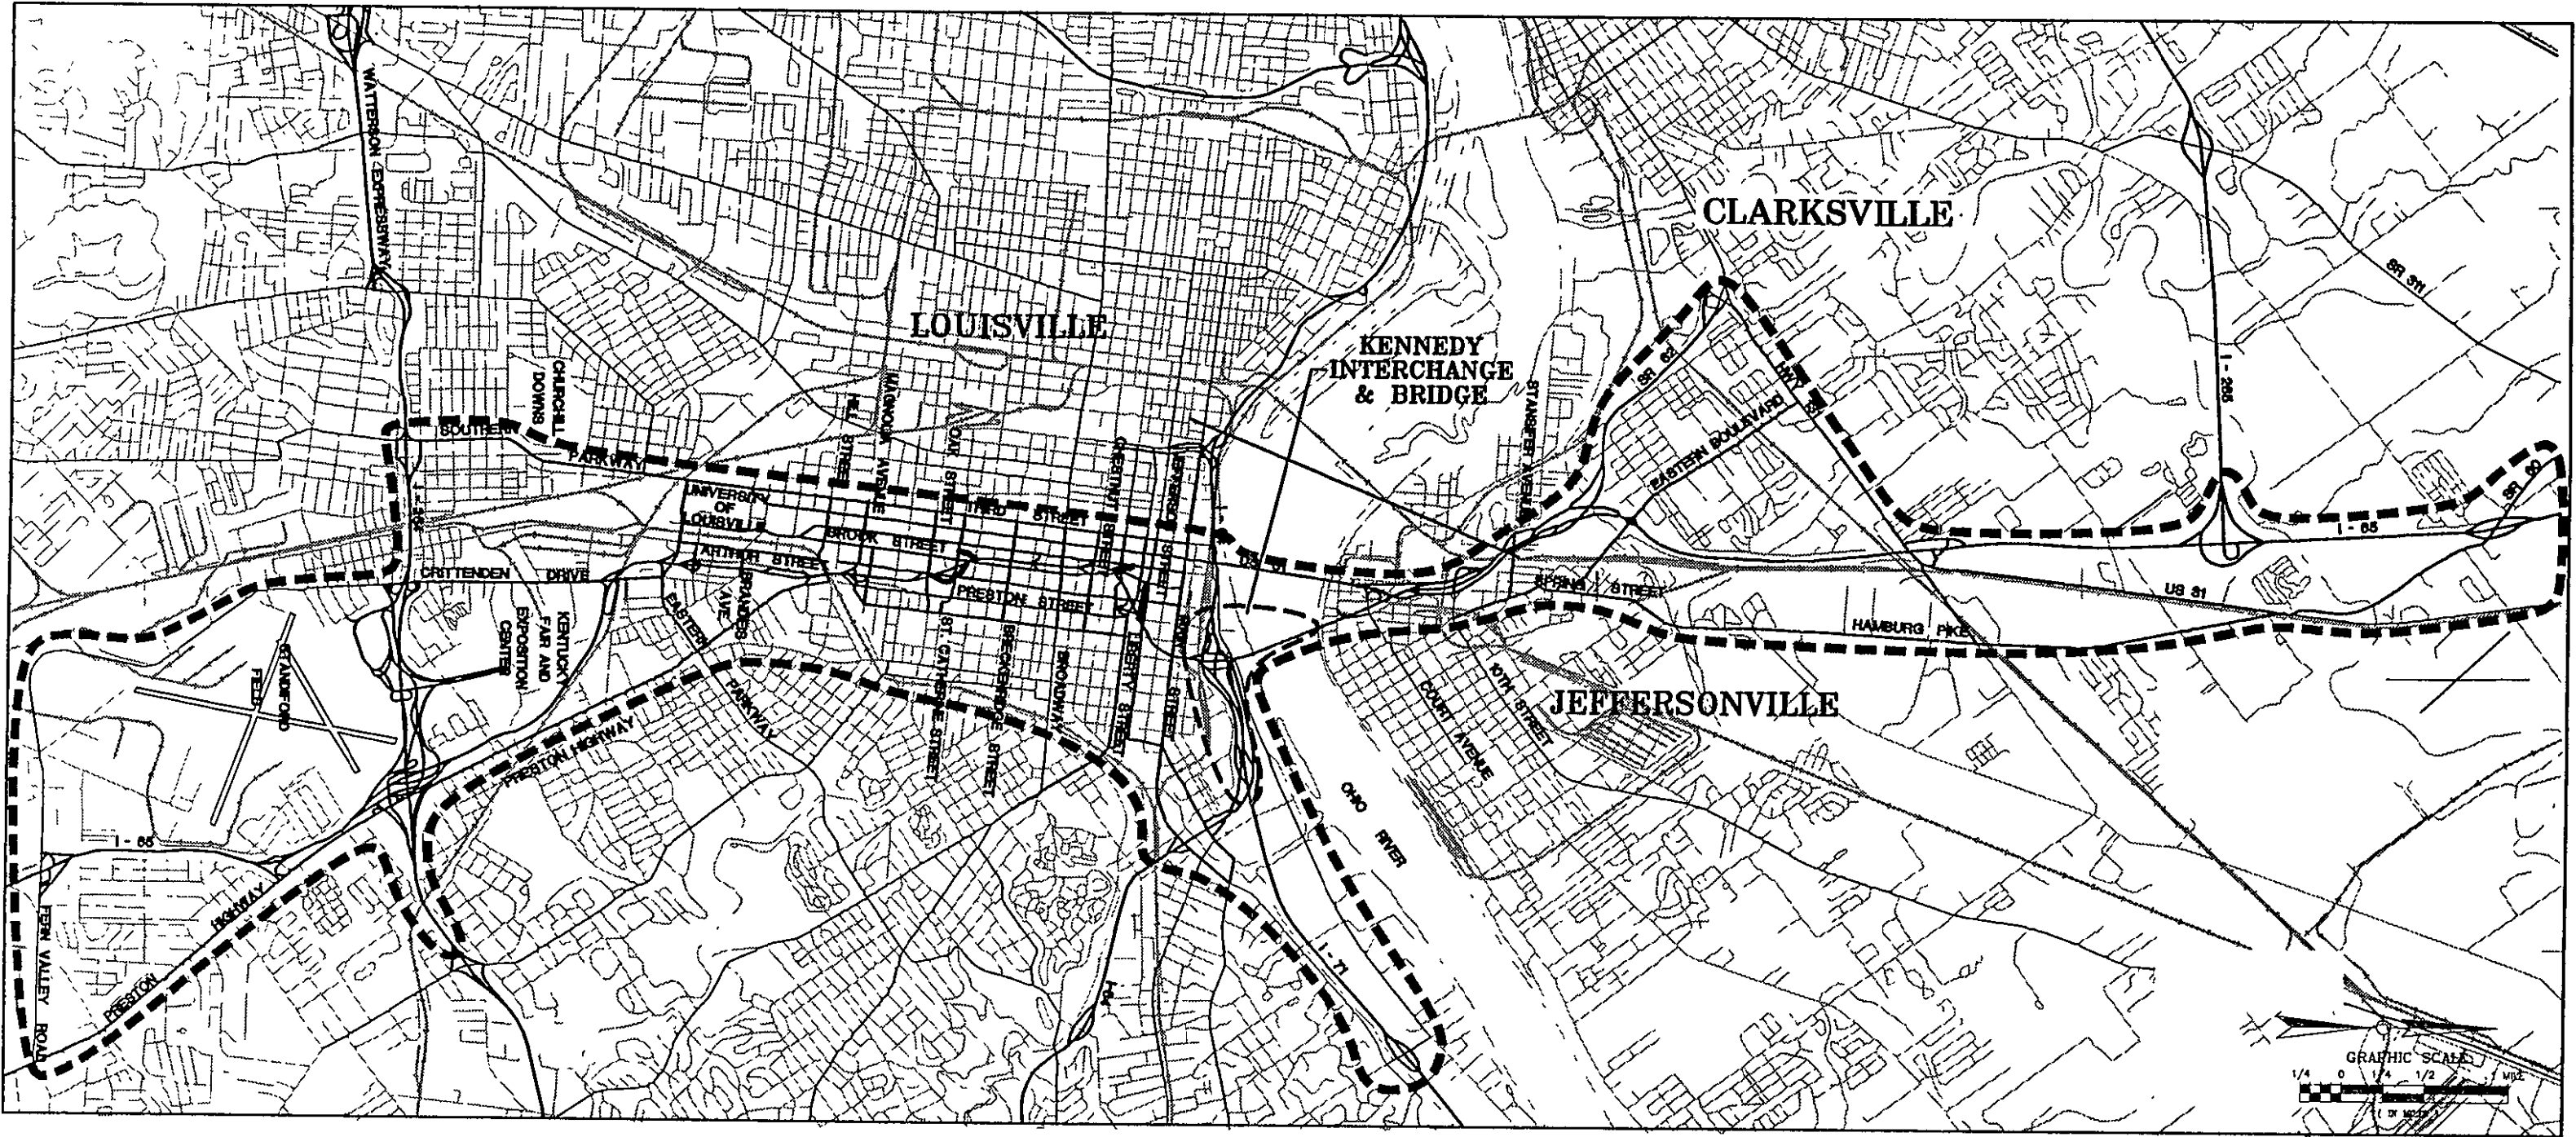 WATTERSON EXPRESSWAY
CLARKSVILLE
SR 311
LOUISVILLE
KENNEDY
INTERCHANGE
& BRIDGE
SR 62
I - 265
CHURCHILL
DOWNS
STANSIFER AVENUE
EASTERN BOULEVARD
SOUTHERN
PARKWAY
HILL STREET
MAGNOLIA AVENUE
OAK STREET
CHESTNUT STREET
JEFFERSON STREET
I - 264
UNIVERSITY
OF
LOUISVILLE
THIRD STREET
BROOK STREET
ARTHUR STREET
SR 60
I - 65
CRITTENDEN DRIVE
PRESTON STREET
SPRING STREET
US 31
HAMBURG PIKE
KENTUCKY
FAIR AND
EXPOSITION
CENTER
EASTERN
PARKWAY
BRANDEIS
AVE
ST. CATHERINE STREET
BRECKENRIDGE STREET
BROADWAY
LIBERTY STREET
STANDIFORD
FIELD
PRESTON HIGHWAY
JEFFERSONVILLE
10TH STREET
COURT AVENUE
OHIO RIVER
I - 65
PRESTON HIGHWAY
FERN VALLEY ROAD
I-64
I - 71
GRAPHIC SCALE
1/4 0 1/4 1/2 1 MILE